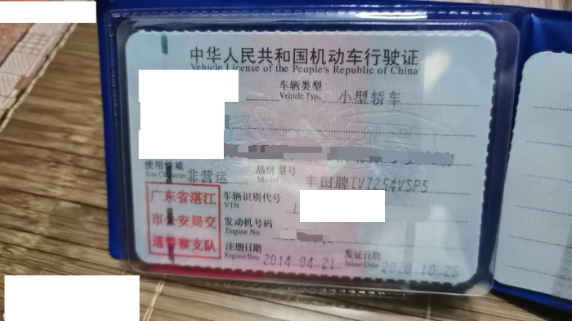 中华人民共和国机动车行驶证
Vehicle License of the People's Republic of China
车辆类型 小型轿车
Vehicle Type
使用性质 非营运 品牌型号 丰田牌TV7254V5P5
Use Character Model
广东省湛江
市公安局交
通警察支队
车辆识别代号
VIN
发动机号码
Engine No.
注册日期 2014-04-21 发证日期
Register Date Issue Date